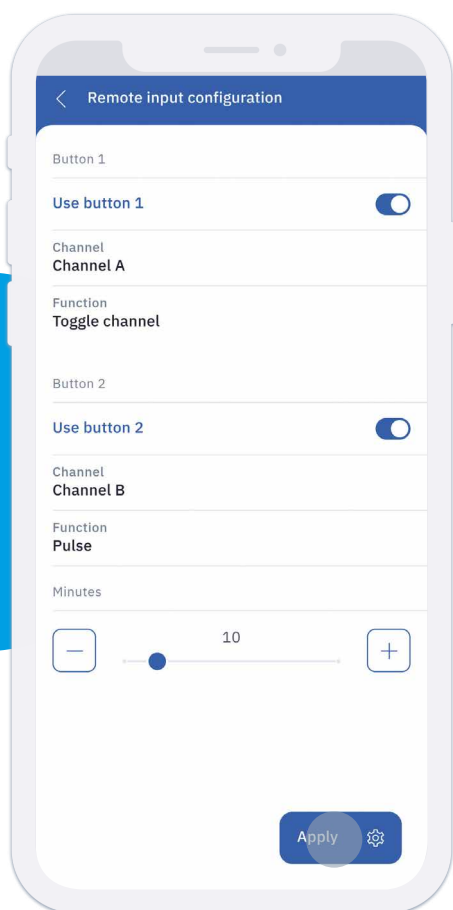 Remote input configuration
Button 1
Use button 1
Channel
Channel A
Function
Toggle channel
Button 2
Use button 2
Channel
Channel B
Function
Pulse
Minutes
10
Apply